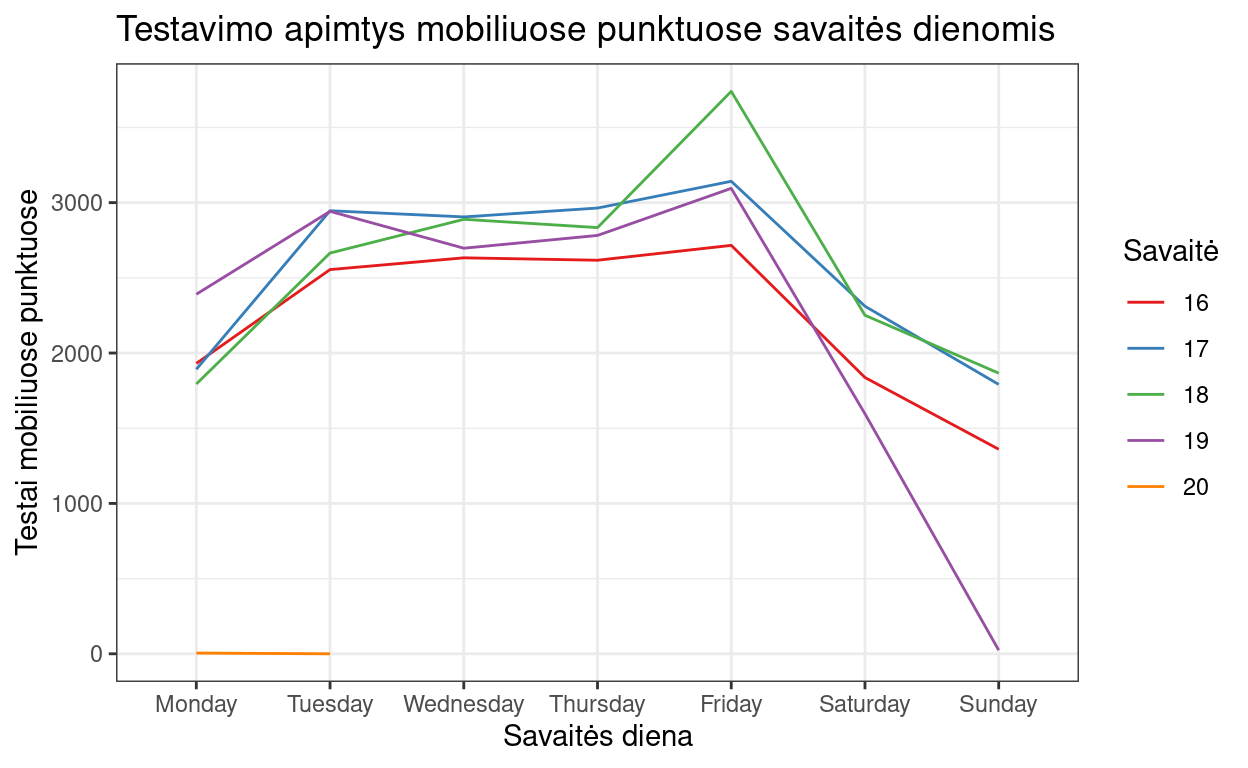 Testavimo apimtys mobiliuose punktuose savaitės dienomis
Testai mobiliuose punktuose
3000
2000
1000
0
Monday Tuesday Wednesday Thursday Friday Saturday Sunday
Savaitės diena
Savaitė
16
17
18
19
20